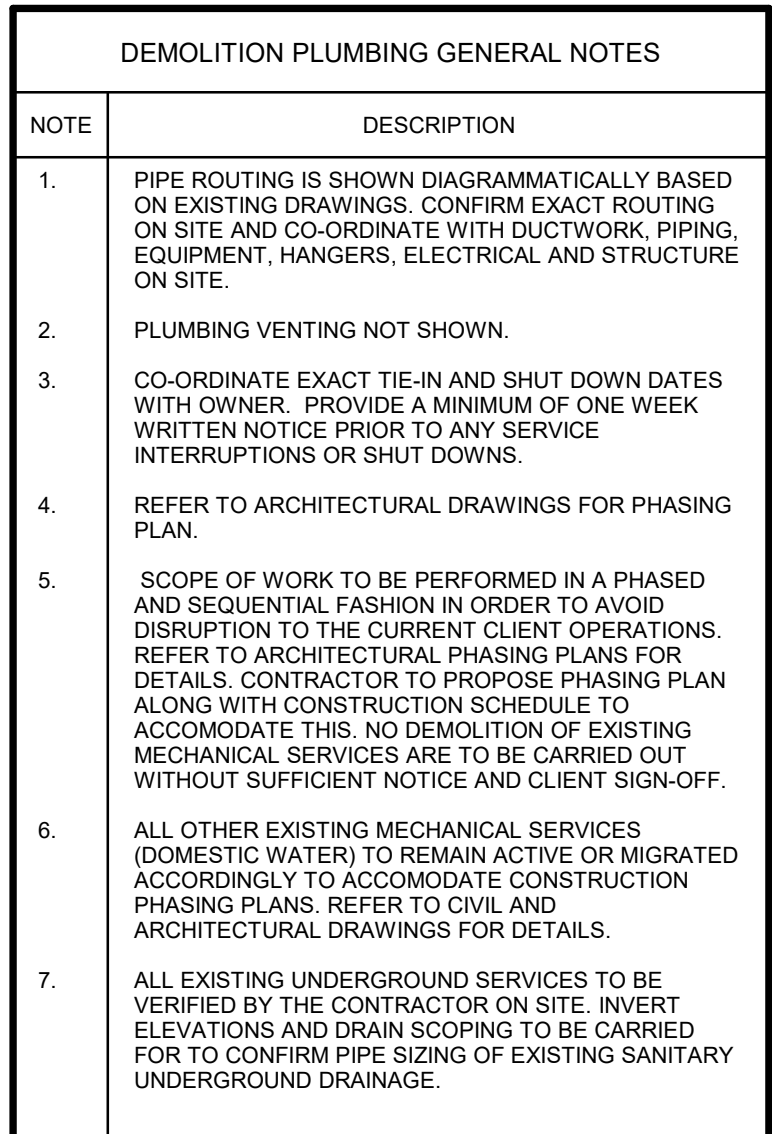 DEMOLITION PLUMBING GENERAL NOTES
NOTE DESCRIPTION
1. PIPE ROUTING IS SHOWN DIAGRAMMATICALLY BASED
ON EXISTING DRAWINGS. CONFIRM EXACT ROUTING
ON SITE AND CO-ORDINATE WITH DUCTWORK, PIPING,
EQUIPMENT, HANGERS, ELECTRICAL AND STRUCTURE
ON SITE.
2. PLUMBING VENTING NOT SHOWN.
3. CO-ORDINATE EXACT TIE-IN AND SHUT DOWN DATES
WITH OWNER. PROVIDE A MINIMUM OF ONE WEEK
WRITTEN NOTICE PRIOR TO ANY SERVICE
INTERRUPTIONS OR SHUT DOWNS.
4. REFER TO ARCHITECTURAL DRAWINGS FOR PHASING
PLAN.
5. SCOPE OF WORK TO BE PERFORMED IN A PHASED
AND SEQUENTIAL FASHION IN ORDER TO AVOID
DISRUPTION TO THE CURRENT CLIENT OPERATIONS.
REFER TO ARCHITECTURAL PHASING PLANS FOR
DETAILS. CONTRACTOR TO PROPOSE PHASING PLAN
ALONG WITH CONSTRUCTION SCHEDULE TO
ACCOMODATE THIS. NO DEMOLITION OF EXISTING
MECHANICAL SERVICES ARE TO BE CARRIED OUT
WITHOUT SUFFICIENT NOTICE AND CLIENT SIGN-OFF.
6. ALL OTHER EXISTING MECHANICAL SERVICES
(DOMESTIC WATER) TO REMAIN ACTIVE OR MIGRATED
ACCORDINGLY TO ACCOMODATE CONSTRUCTION
PHASING PLANS. REFER TO CIVIL AND
ARCHITECTURAL DRAWINGS FOR DETAILS.
7. ALL EXISTING UNDERGROUND SERVICES TO BE
VERIFIED BY THE CONTRACTOR ON SITE. INVERT
ELEVATIONS AND DRAIN SCOPING TO BE CARRIED
FOR TO CONFIRM PIPE SIZING OF EXISTING SANITARY
UNDERGROUND DRAINAGE.